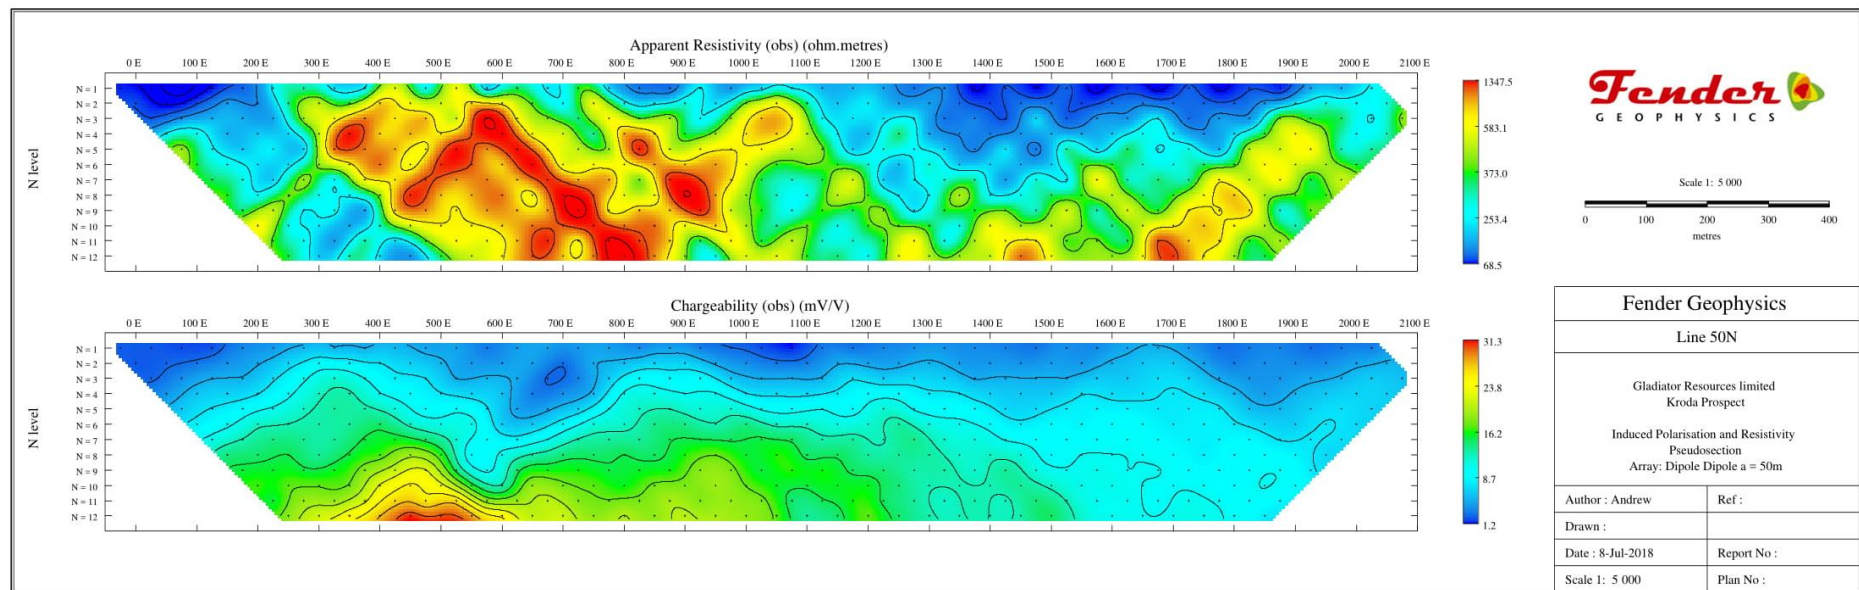 Apparent Resistivity (obs) (ohm.metres)
0 E 100 E 200 E 300 E 400 E 500 E 600 E 700 E 800 E 900 E 1000 E 1100 E 1200 E 1300 E 1400 E 1500 E 1600 E 1700 E 1800 E 1900 E 2000 E 2100 E
N level
N = 1
N = 2
N = 3
N = 4
N = 5
N = 6
N = 7
N = 8
N = 9
N = 10
N = 11
N = 12
1347.5
583.1
373.0
253.4
68.5
Chargeability (obs) (mV/V)
0 E 100 E 200 E 300 E 400 E 500 E 600 E 700 E 800 E 900 E 1000 E 1100 E 1200 E 1300 E 1400 E 1500 E 1600 E 1700 E 1800 E 1900 E 2000 E 2100 E
N level
N = 1
N = 2
N = 3
N = 4
N = 5
N = 6
N = 7
N = 8
N = 9
N = 10
N = 11
N = 12
31.3
23.8
16.2
8.7
1.2
Fender
GEOPHYSICS
Scale 1: 5 000
0 100 200 300 400
metres
Fender Geophysics
Line 50N
Gladiator Resources limited
Kroda Prospect
Induced Polarisation and Resistivity
Pseudosection
Array: Dipole Dipole a = 50m
Author : Andrew Ref :
Drawn :
Date : 8-Jul-2018 Report No :
Scale 1: 5 000 Plan No :